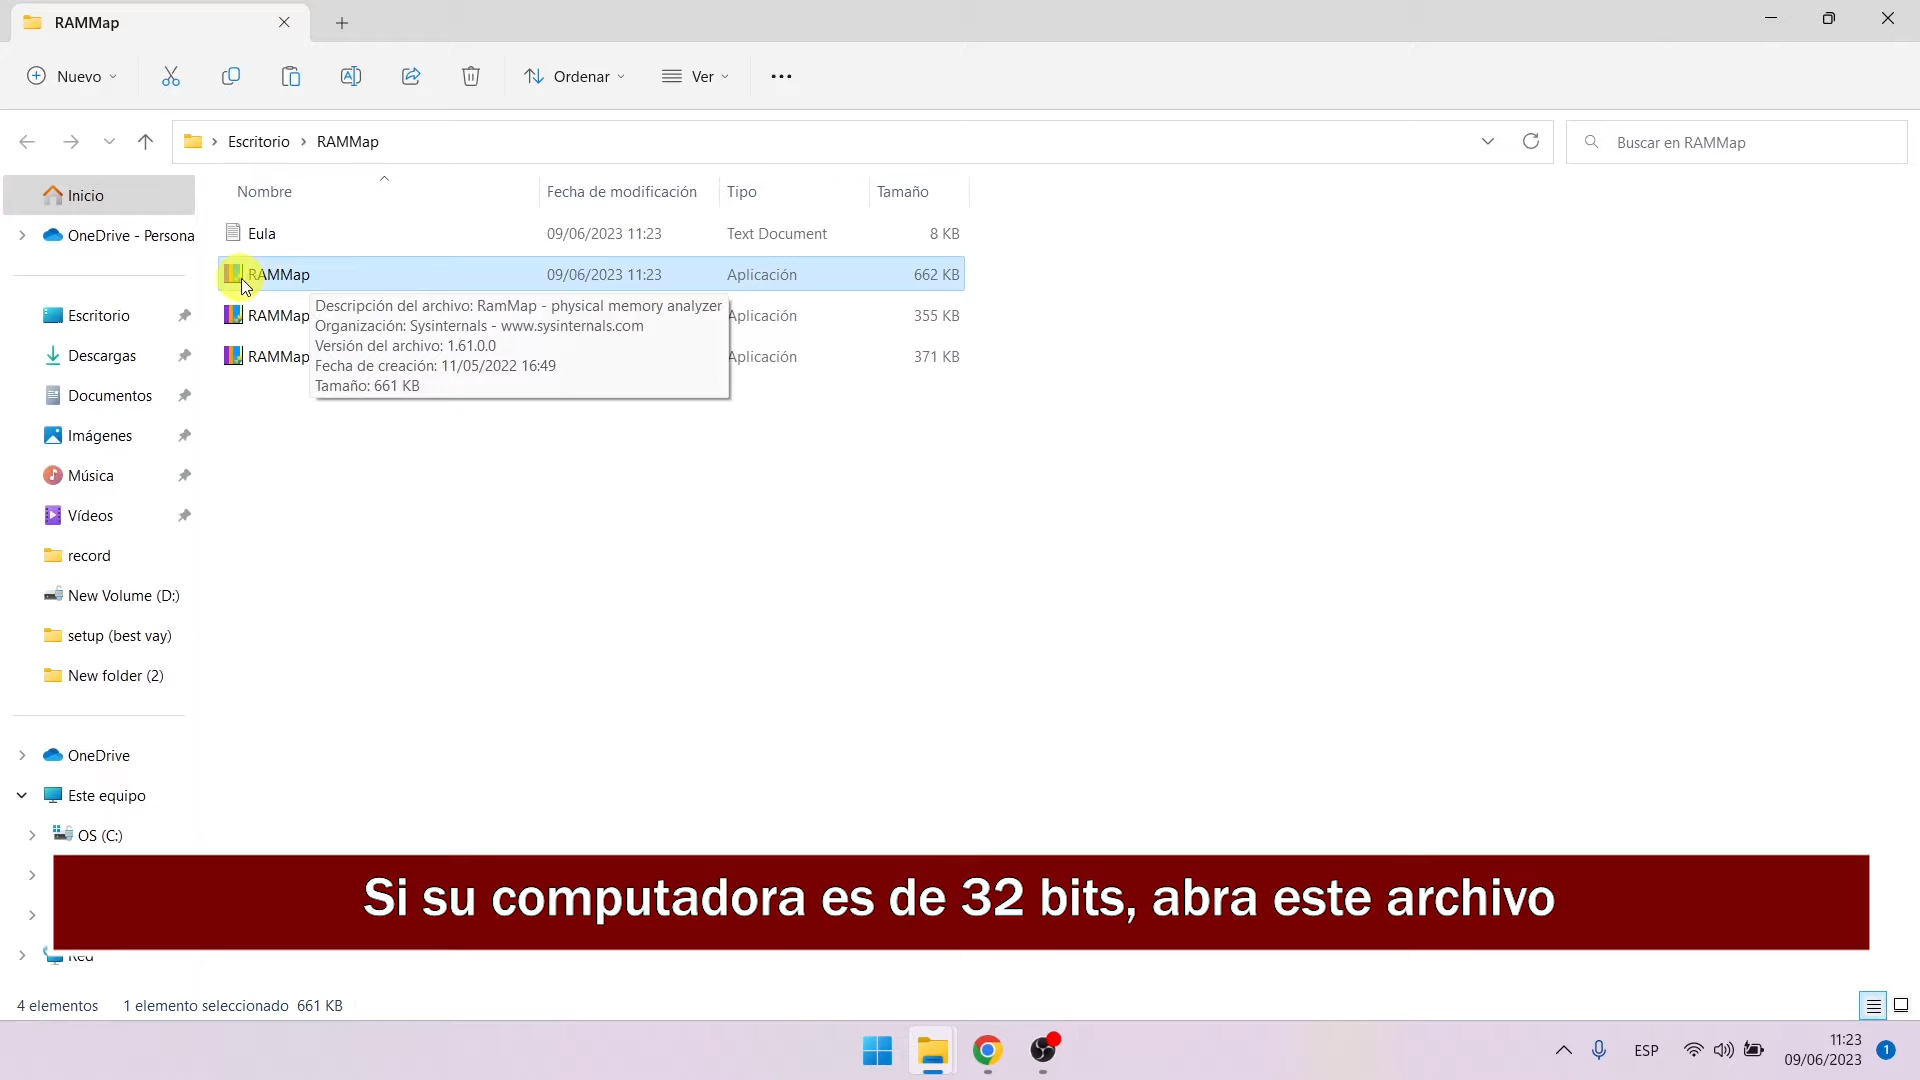 RAMMap
Nuevo
Ordenar
Ver
Escritorio
RAMMap
Buscar en RAMMap
Nombre
Fecha de modificación
Tipo
Tamaño
Inicio
OneDrive - Persona
Escritorio
Descargas
Documentos
Imágenes
Música
Vídeos
record
New Volume (D:)
setup (best vay)
New folder (2)
OneDrive
Este equipo
OS (C:)
Red
Eula 09/06/2023 11:23 Text Document 8 KB
RAMMap 09/06/2023 11:23 Aplicación 662 KB
RAMMap Aplicación 355 KB
RAMMap Aplicación 371 KB
Descripción del archivo: RamMap - physical memory analyzer
Organización: Sysinternals - www.sysinternals.com
Versión del archivo: 1.61.0.0
Fecha de creación: 11/05/2022 16:49
Tamaño: 661 KB
Si su computadora es de 32 bits, abra este archivo
4 elementos 1 elemento seleccionado 661 KB
ESP
11:23
09/06/2023
1